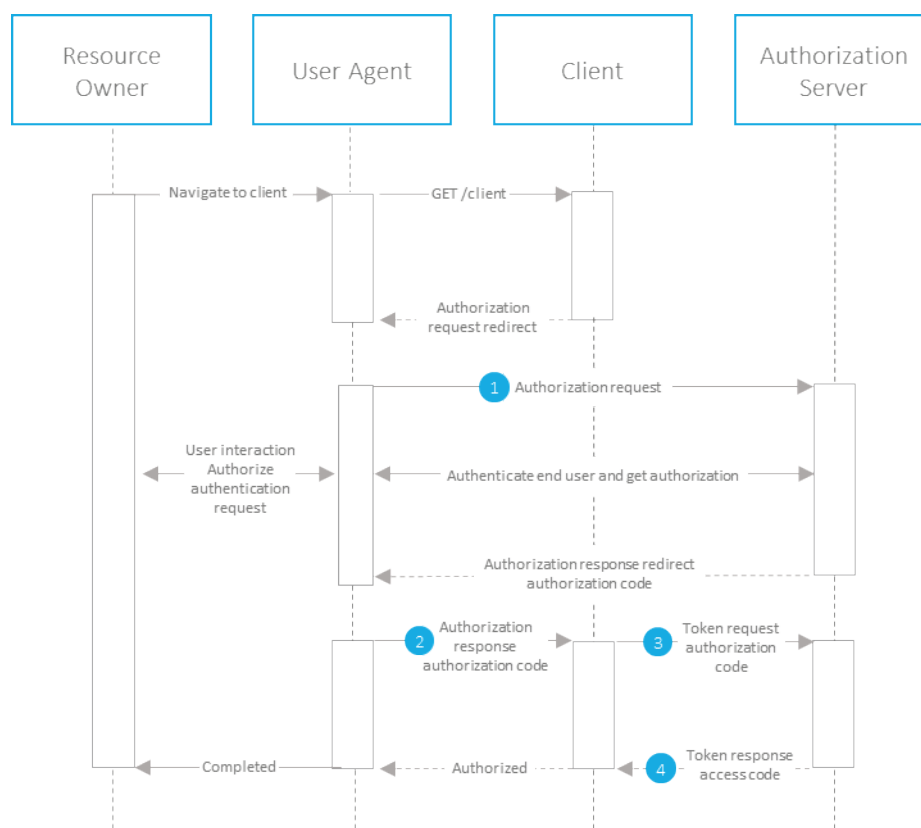 Resource
Owner
User Agent
Client
Authorization
Server
Navigate to client
GET /client
Authorization
request redirect
1
Authorization request
User interaction
Authorize
authentication
request
Authenticate end user and get authorization
Authorization response redirect
authorization code
2
Authorization
response
authorization code
3
Token request
authorization
code
Completed
Authorized
4
Token response
access code